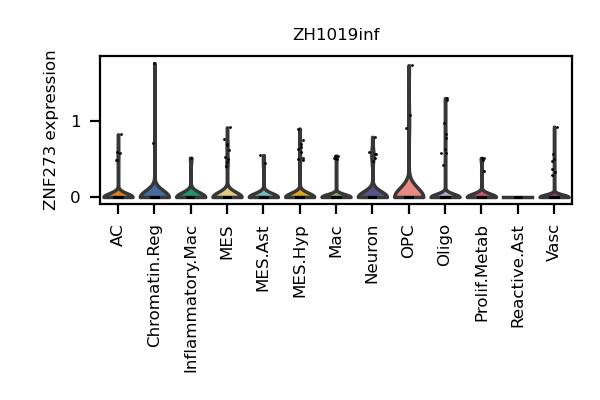 ZH1019inf
ZNF273 expression
1
0
AC
Chromatin.Reg
Inflammatory.Mac
MES
MES.Ast
MES.Hyp
Mac
Neuron
OPC
Oligo
Prolif.Metab
Reactive.Ast
Vasc